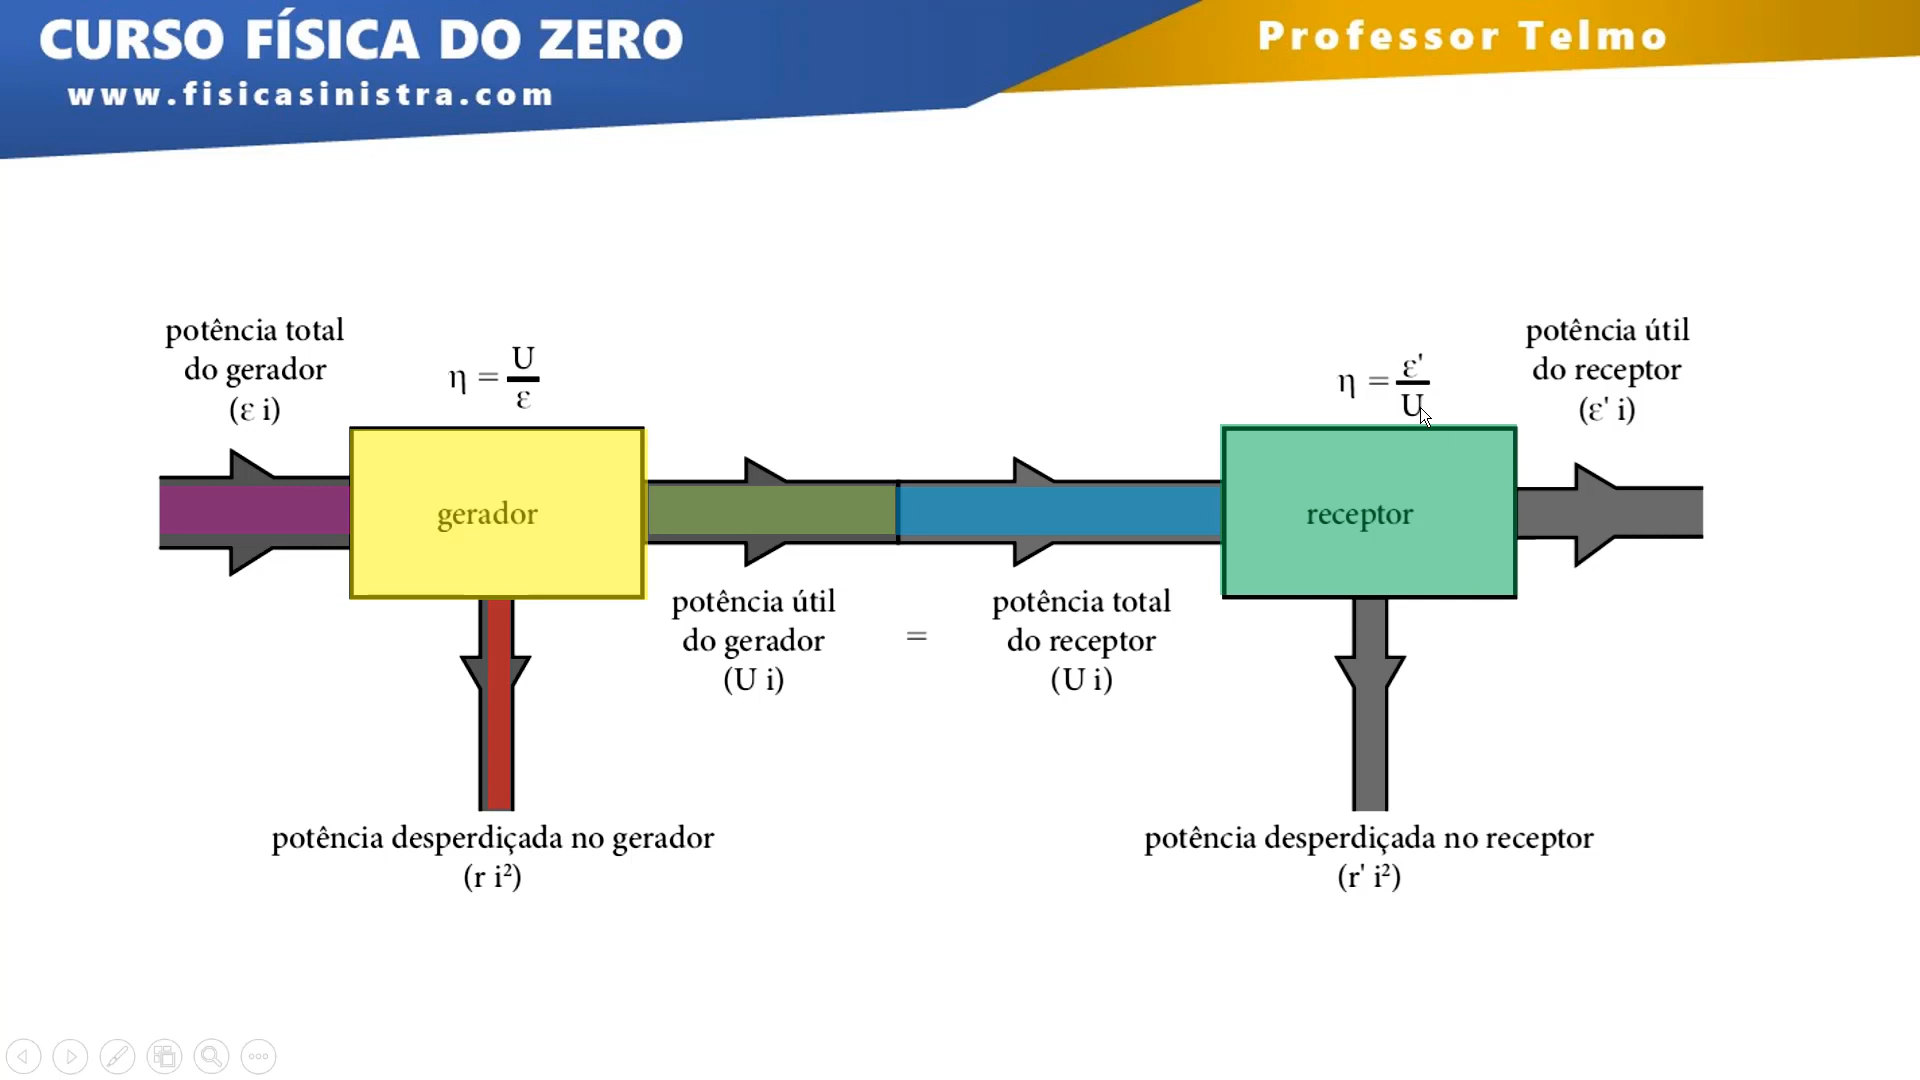 CURSO FÍSICA DO ZERO
www.fisicasinistra.com
Professor Telmo
potência total
do gerador
(ε i)
η = U/ε
η = ε'/U
potência útil
do receptor
(ε' i)
gerador
receptor
potência útil
do gerador
(U i)
=
potência total
do receptor
(U i)
potência desperdiçada no gerador
(r i²)
potência desperdiçada no receptor
(r' i²)